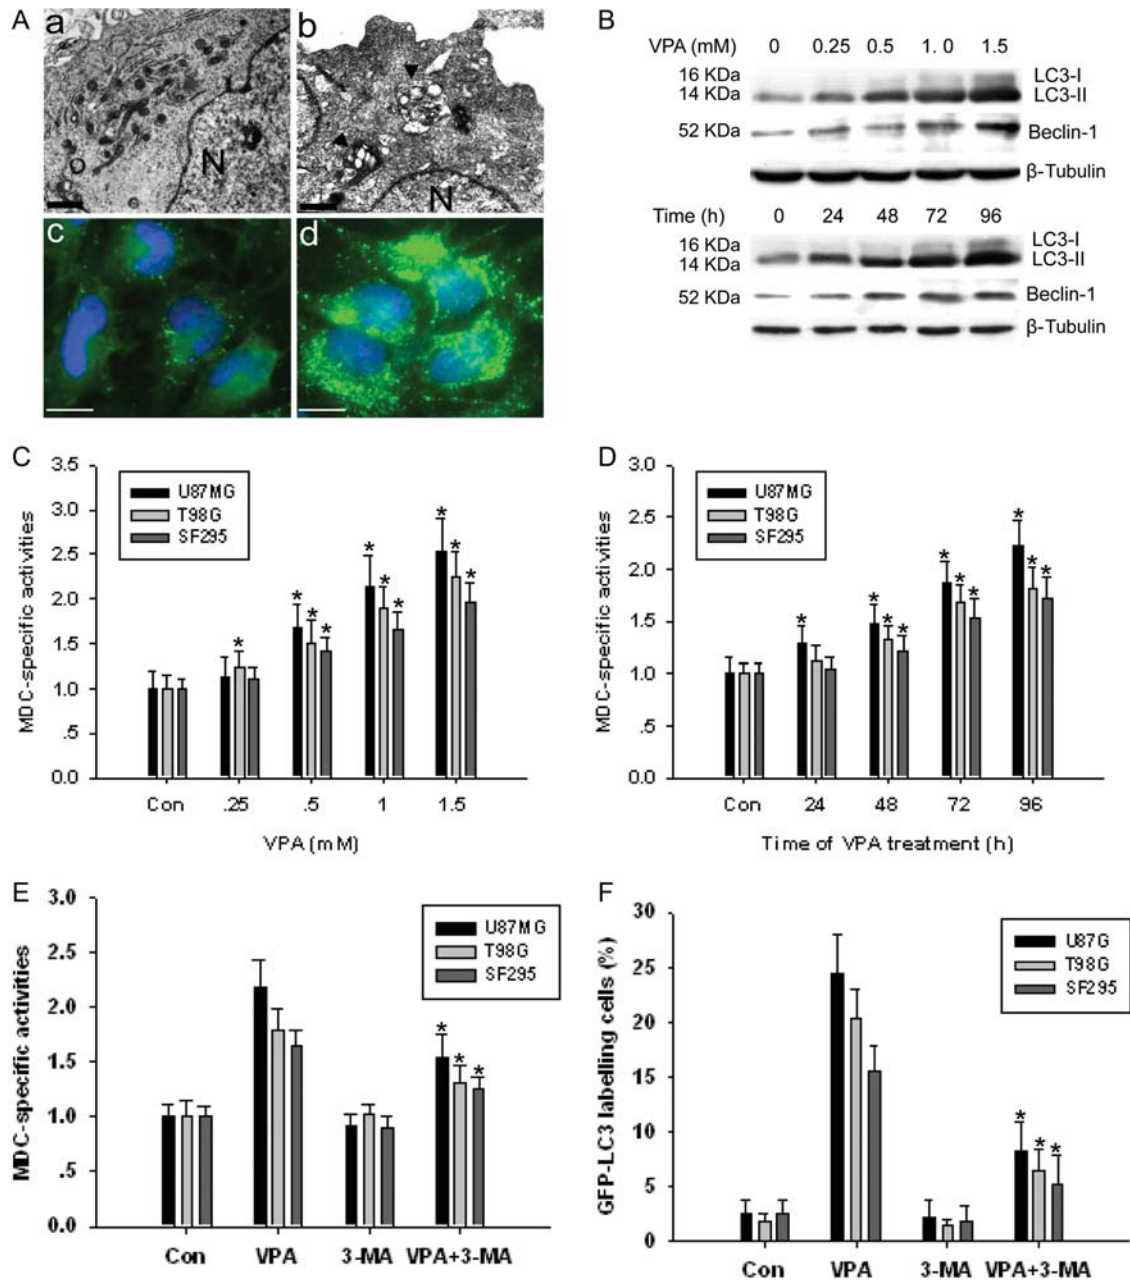 A
a
b
N
N
c
d
B
VPA (mM) 0 0.25 0.5 1. 0 1.5
16 KDa
LC3-I
14 KDa
LC3-II
52 KDa
Beclin-1
β-Tubulin
Time (h) 0 24 48 72 96
16 KDa
LC3-I
14 KDa
LC3-II
52 KDa
Beclin-1
β-Tubulin
C
MDC-specific activities
3.5
3.0
2.5
2.0
1.5
1.0
.5
0.0
U87MG
T98G
SF295
* * * * * * * * * *
Con .25 .5 1 1.5
VPA (mM)
D
MDC-specific activities
3.0
2.5
2.0
1.5
1.0
.5
0.0
U87MG
T98G
SF295
* * * * * * * * * *
Con 24 48 72 96
Time of VPA treatment (h)
E
MDC-specific activities
3.0
2.5
2.0
1.5
1.0
.5
0.0
U87MG
T98G
SF295
* * *
Con VPA 3-MA VPA+3-MA
F
GFP-LC3 labelling cells (%)
30
25
20
15
10
5
0
U87G
T98G
SF295
* * *
Con VPA 3-MA VPA+3-MA